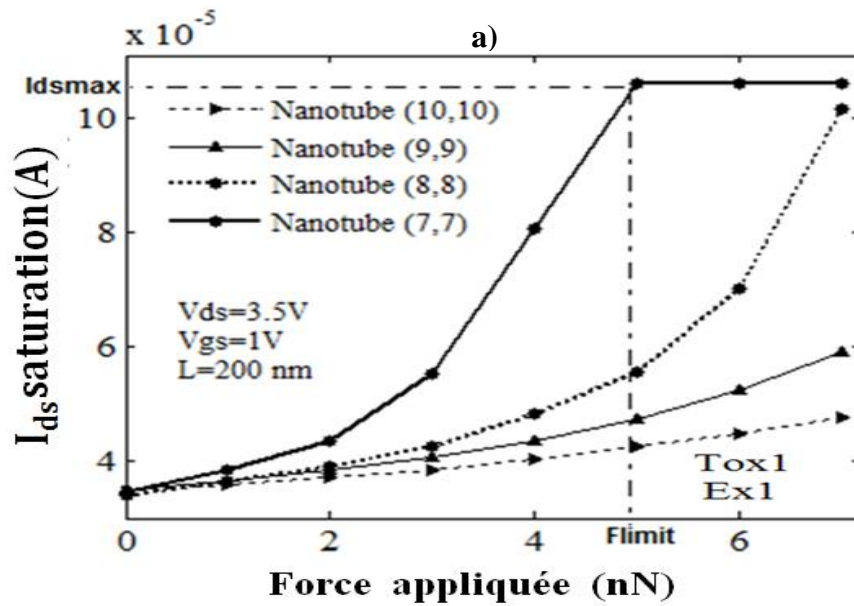 x 10⁻⁵
a)
Idsmax
10
8
6
4
Ids saturation(A)
Nanotube (10,10)
Nanotube (9,9)
Nanotube (8,8)
Nanotube (7,7)
Vds=3.5V
Vgs=1V
L=200 nm
Tox1
Ex1
0
2
4
Flimit
6
Force appliquée (nN)